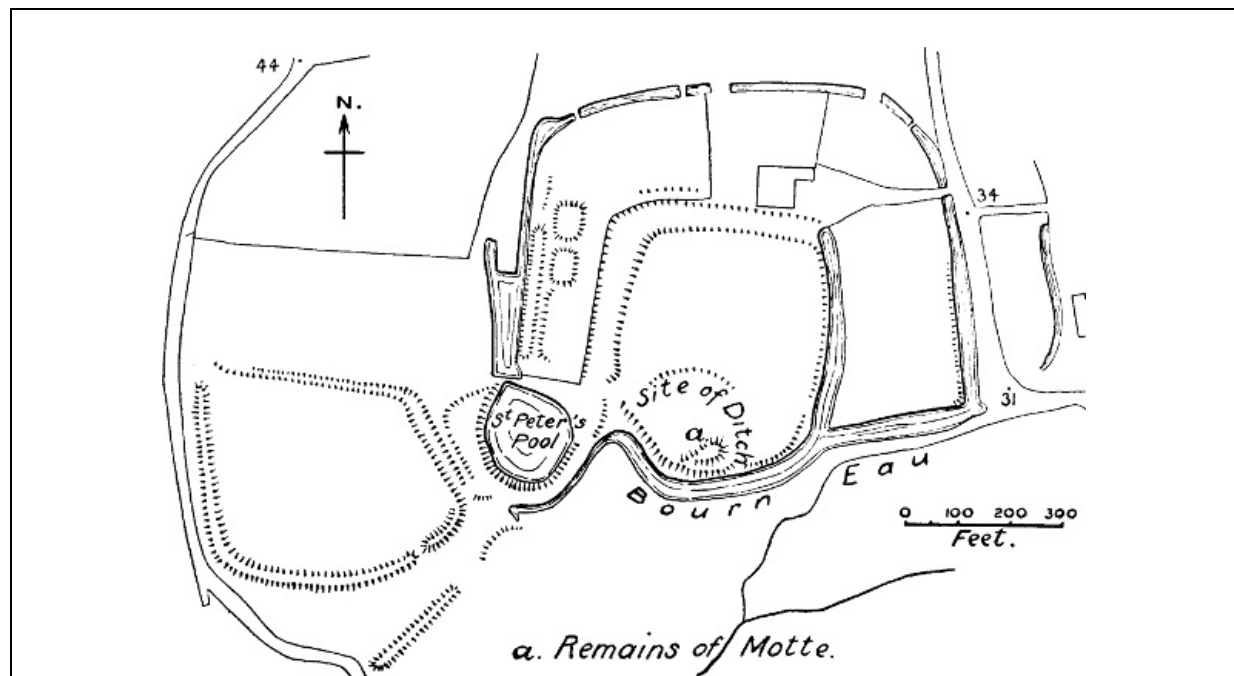 44
N.
34
Site of Ditch
St Peter's
Pool
a
31
Bourn Eau
0 100 200 300
Feet.
a. Remains of Motte.